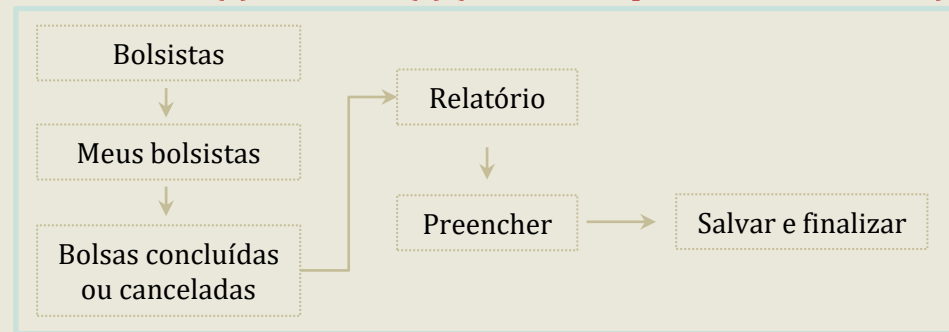 Bolsistas
Meus bolsistas
Bolsas concluídas
ou canceladas
Relatório
Preencher
Salvar e finalizar